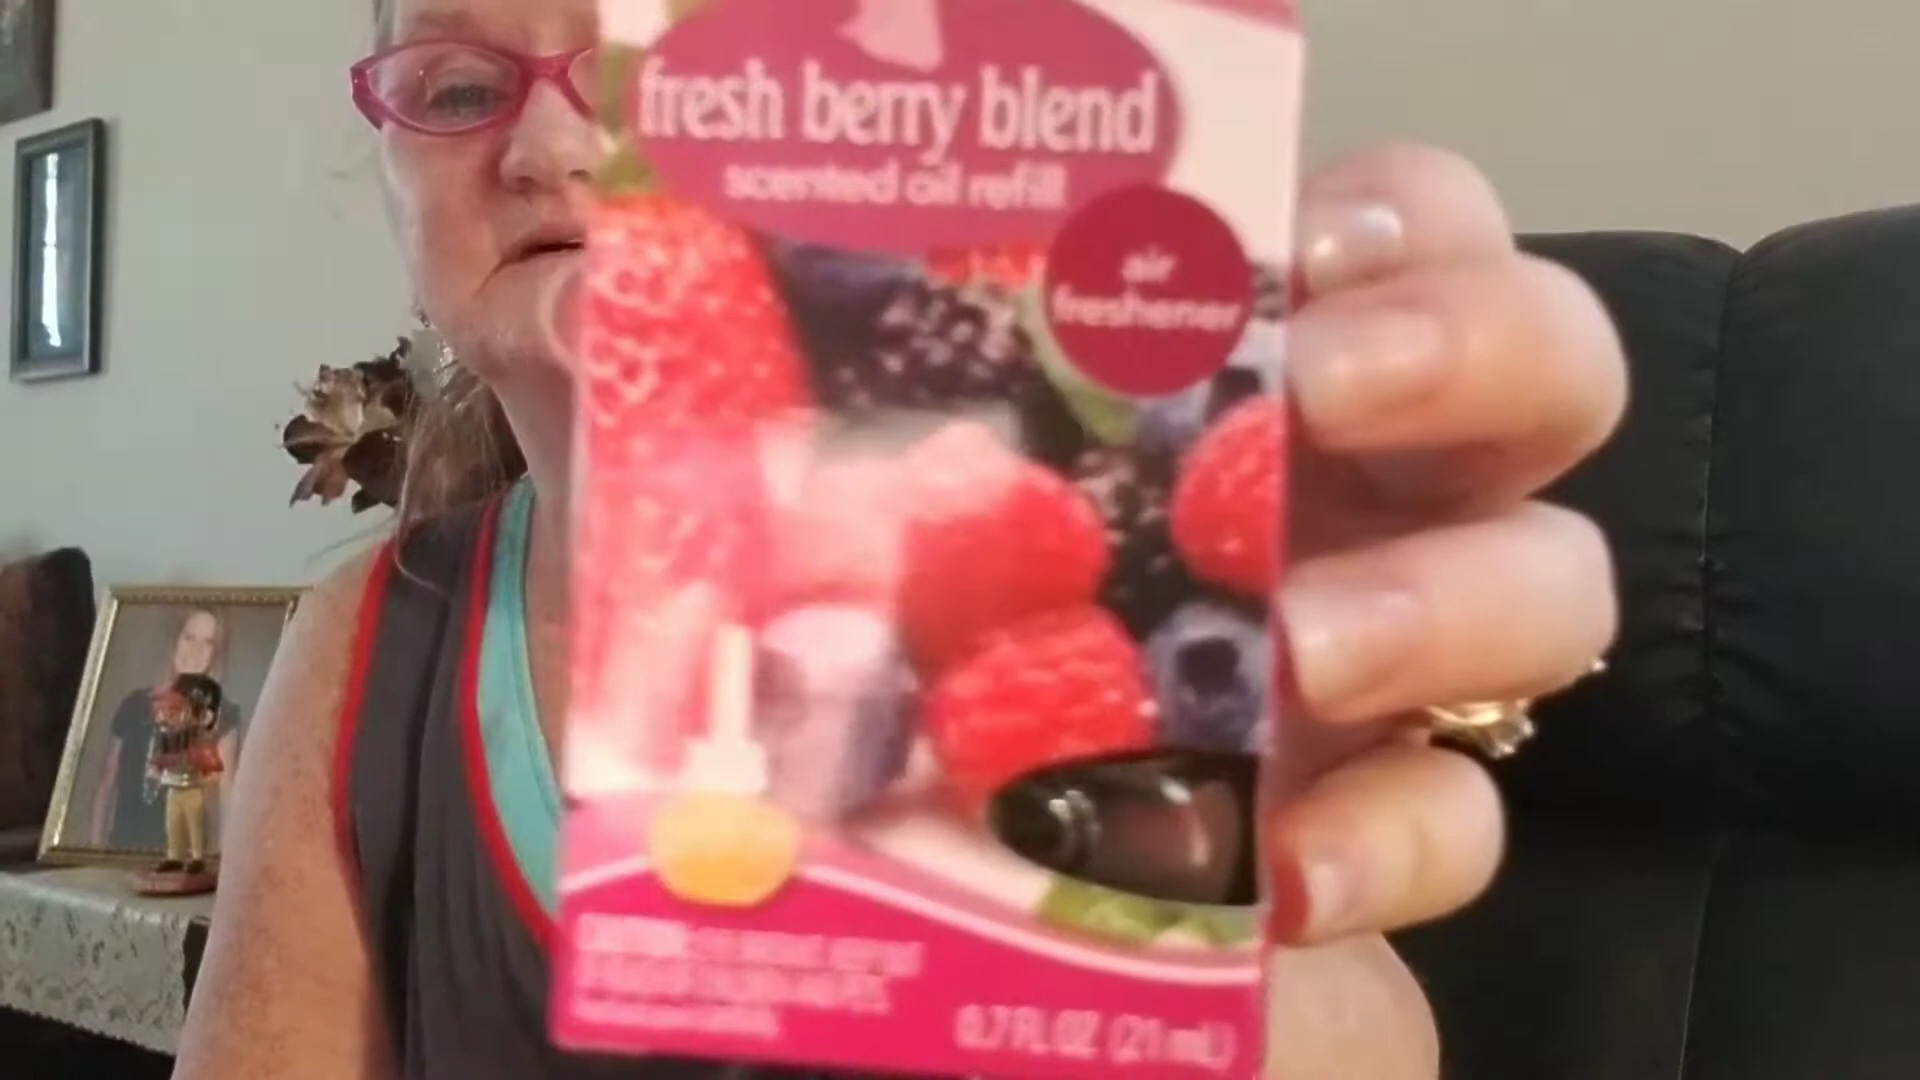 fresh berry blend
scented oil refill
air
freshener
0.7 FL OZ (21 mL)